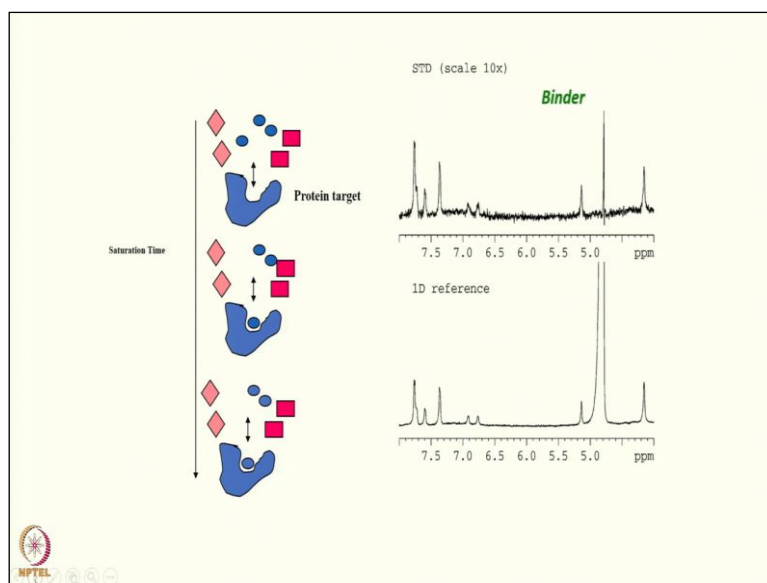 STD (scale 10x)
Binder
Protein target
Saturation Time
7.5 7.0 6.5 6.0 5.5 5.0 ppm
1D reference
7.5 7.0 6.5 6.0 5.5 5.0 ppm
NPTEL